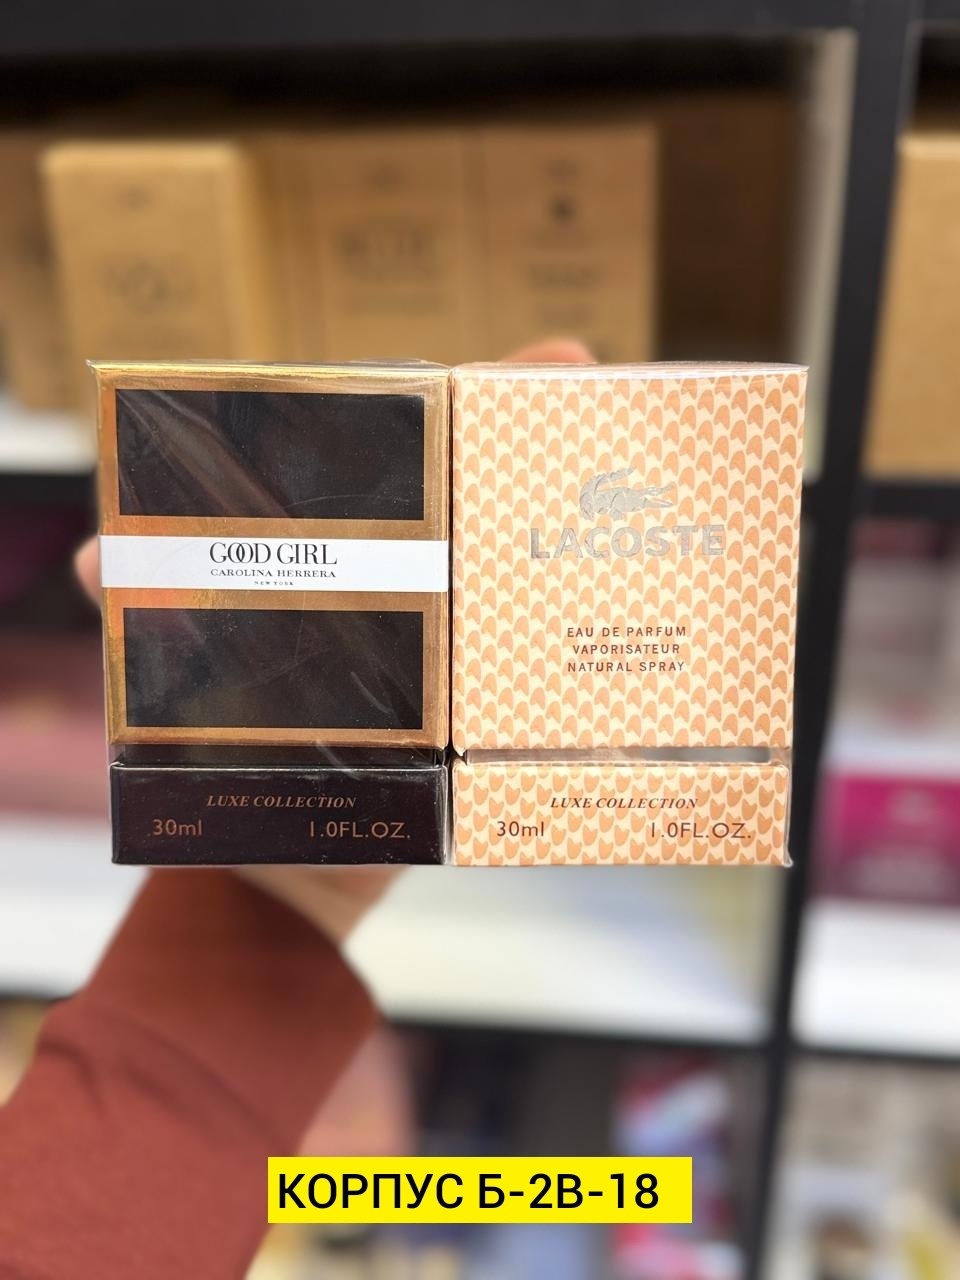 GOOD GIRL
CAROLINA HERRERA
NEW YORK
LUXE COLLECTION
30ml 1.0FL.OZ.
LACOSTE
EAU DE PARFUM
VAPORISATEUR
NATURAL SPRAY
LUXE COLLECTION
30ml 1.0FL.OZ.
КОРПУС Б-2В-18